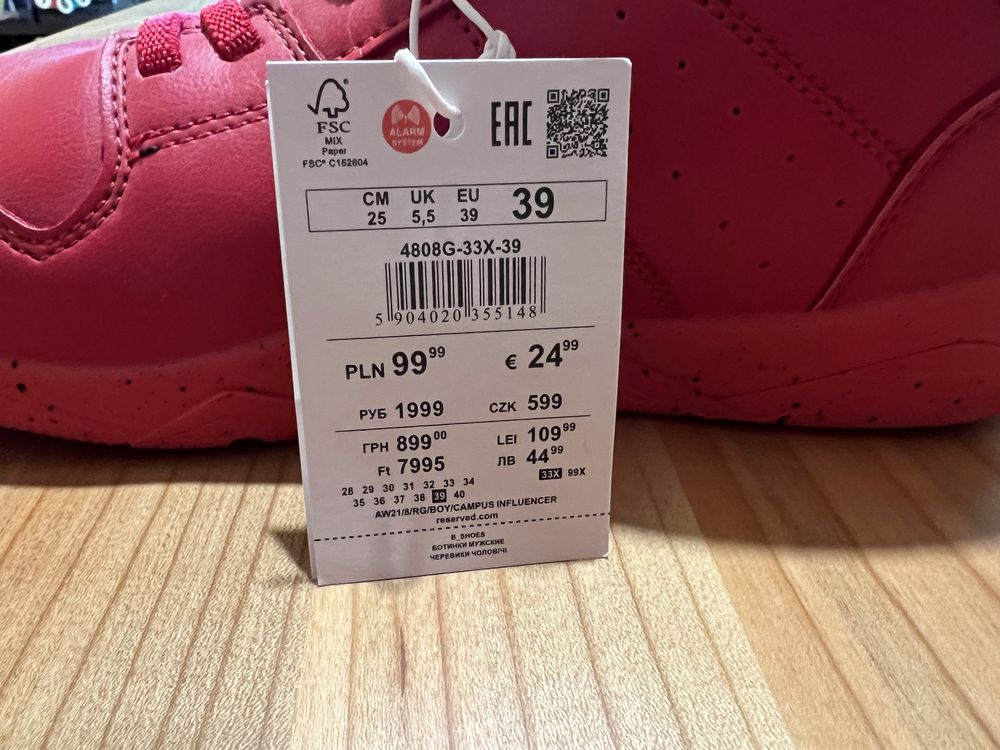 FSC
MIX
Paper
FSC® C152604
ALARM
SYSTEM
EAC
CM UK EU 39
25 5,5 39
4808G-33X-39
5 904020 355148
PLN 99⁹⁹ € 24⁹⁹
РУБ 1999 CZK 599
ГРН 899⁰⁰ LEI 109⁹⁹
Ft 7995 ЛВ 44⁹⁹
33X 99X
28 29 30 31 32 33 34
35 36 37 38 39 40
AW21/8/RG/BOY/CAMPUS INFLUENCER
reserved.com
B_SHOES
БОТИНКИ МУЖСКИЕ
ЧЕРЕВИКИ ЧОЛОВІЧІ